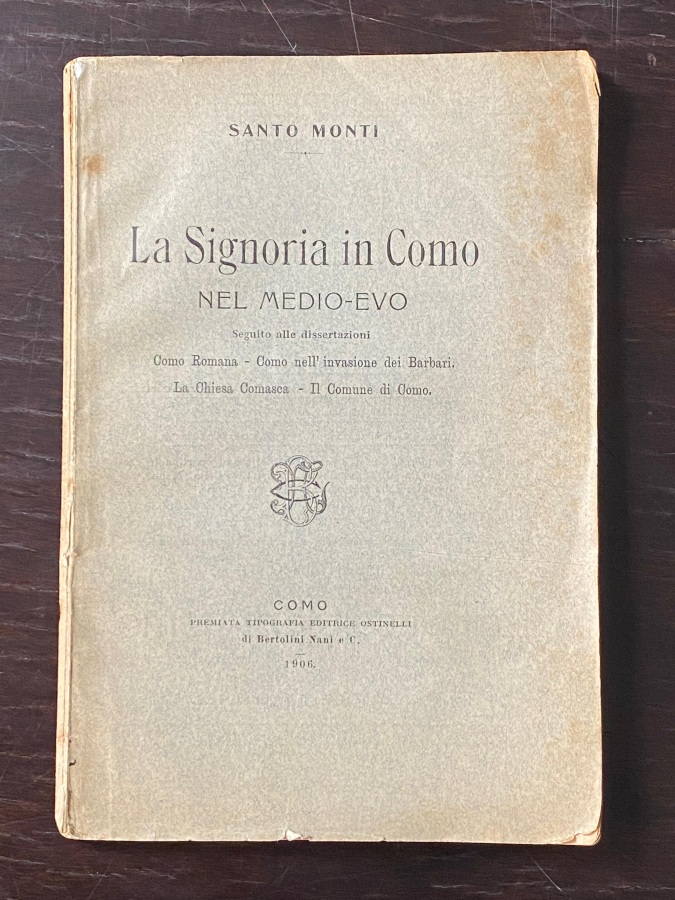 SANTO MONTI
La Signoria in Como
NEL MEDIO-EVO
Seguito alle dissertazioni
Como Romana - Como nell' invasione dei Barbari.
La Chiesa Comasca - Il Comune di Como.
COMO
PREMIATA TIPOGRAFIA EDITRICE OSTINELLI
di Bertolini Nani e C.
1906.